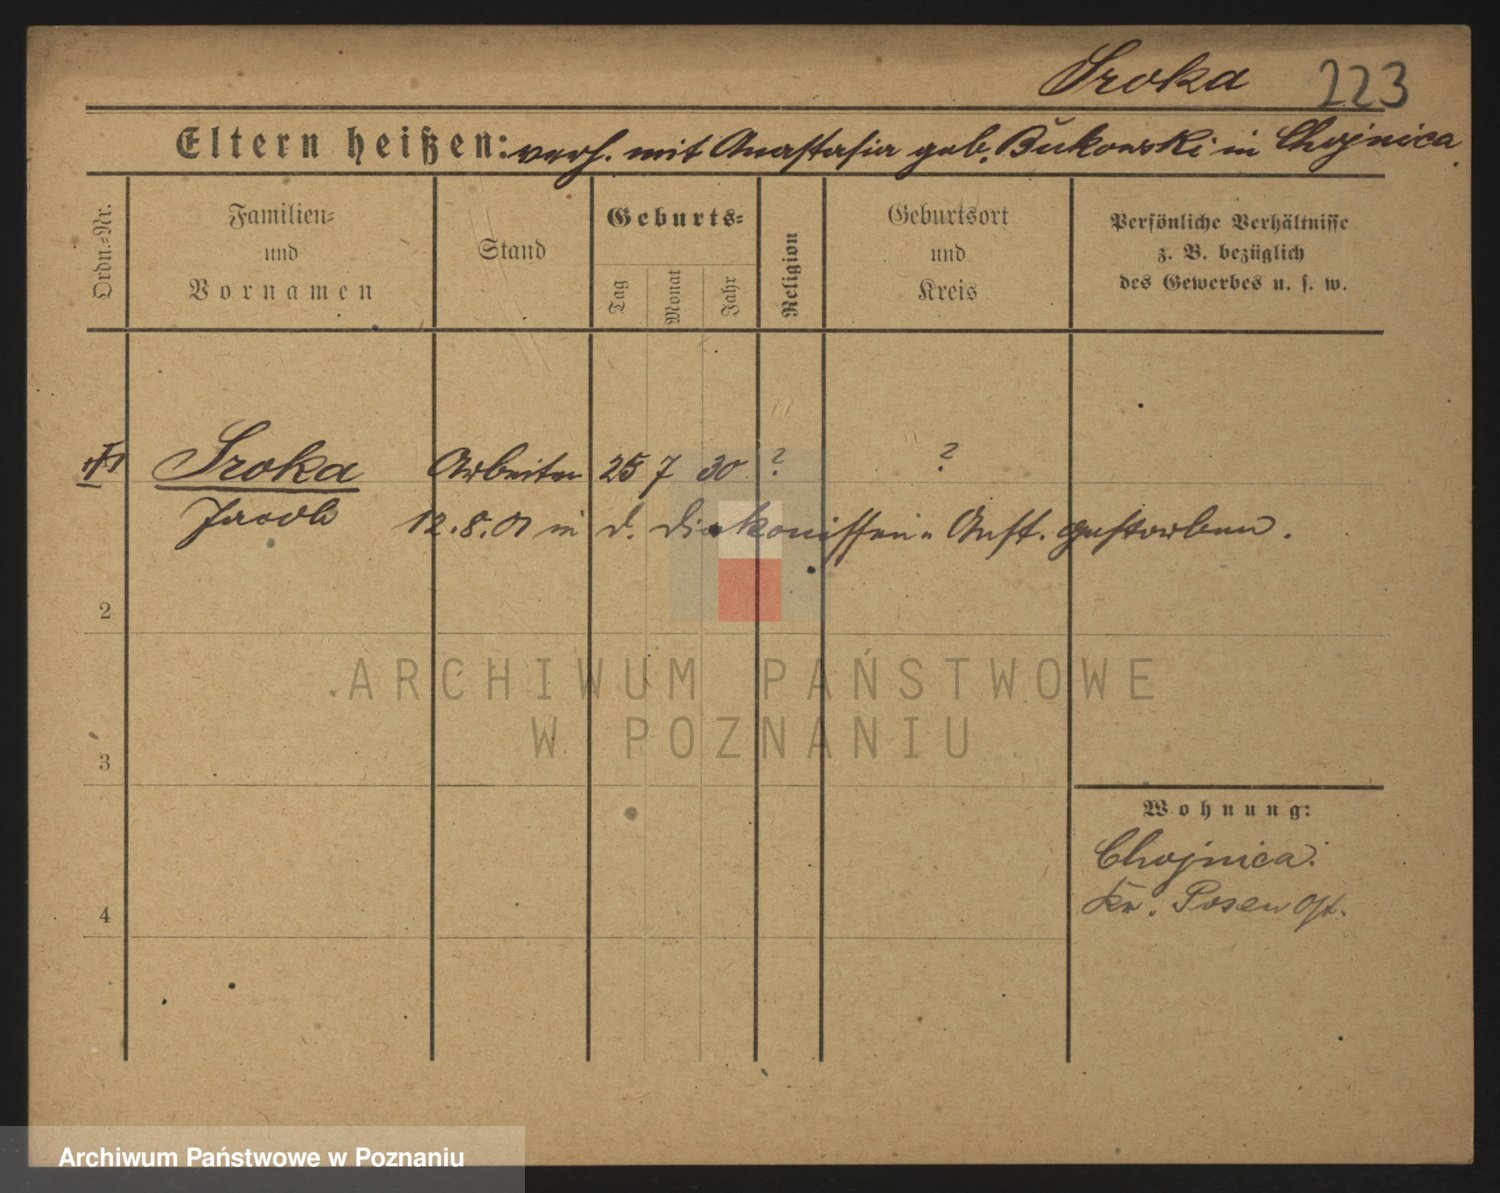 Sroka 223
Eltern heißen: verh. mit Anastasia geb. Bukowski in Chojnica
Ordn.-Nr.
Familien-
und
Vornamen
Stand
Geburts-
Tag
Monat
Jahr
Religion
Geburtsort
und
Kreis
Persönliche Verhältnisse
z. B. bezüglich
des Gewerbes u. s. w.
Sroka Arbeiter 25 7 30 ? ?
Jacob 12.8.01 in d. Diakonissen-Anst. gestorben.
2
3
4
Wohnung:
Chojnica.
Kr. Posen Ost.
ARCHIWUM PAŃSTWOWE
W POZNANIU
Archiwum Państwowe w Poznaniu